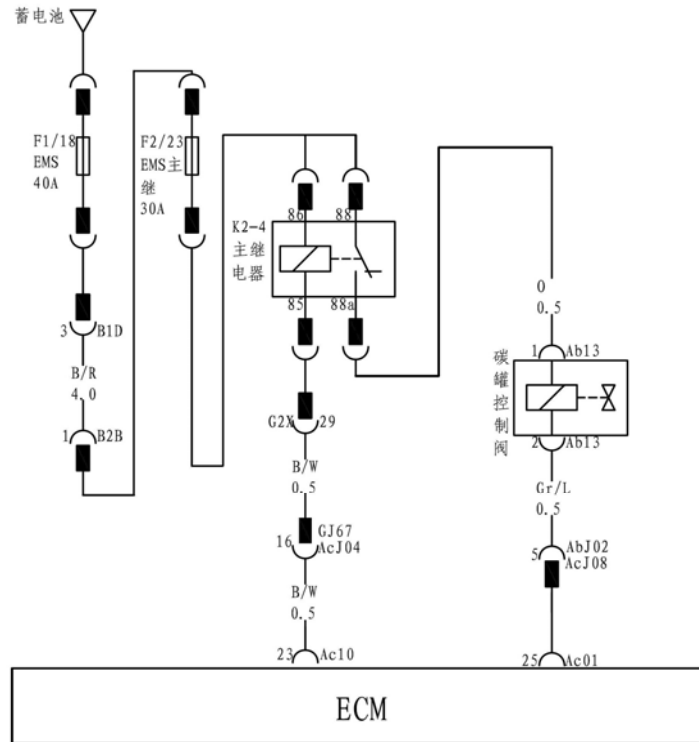 蓄电池
F1/18
EMS
40A
F2/23
EMS主
继
30A
86
88
K2-4
主继
电器
85
88a
O
0.5
3
B1D
1
Ab13
碳
罐
控
制
阀
B/R
4.0
G2X
29
1
B2B
2
Ab13
B/W
0.5
Gr/L
0.5
16
GJ67
AcJ04
5
AbJ02
AcJ08
B/W
0.5
23
Ac10
25
Ac01
ECM